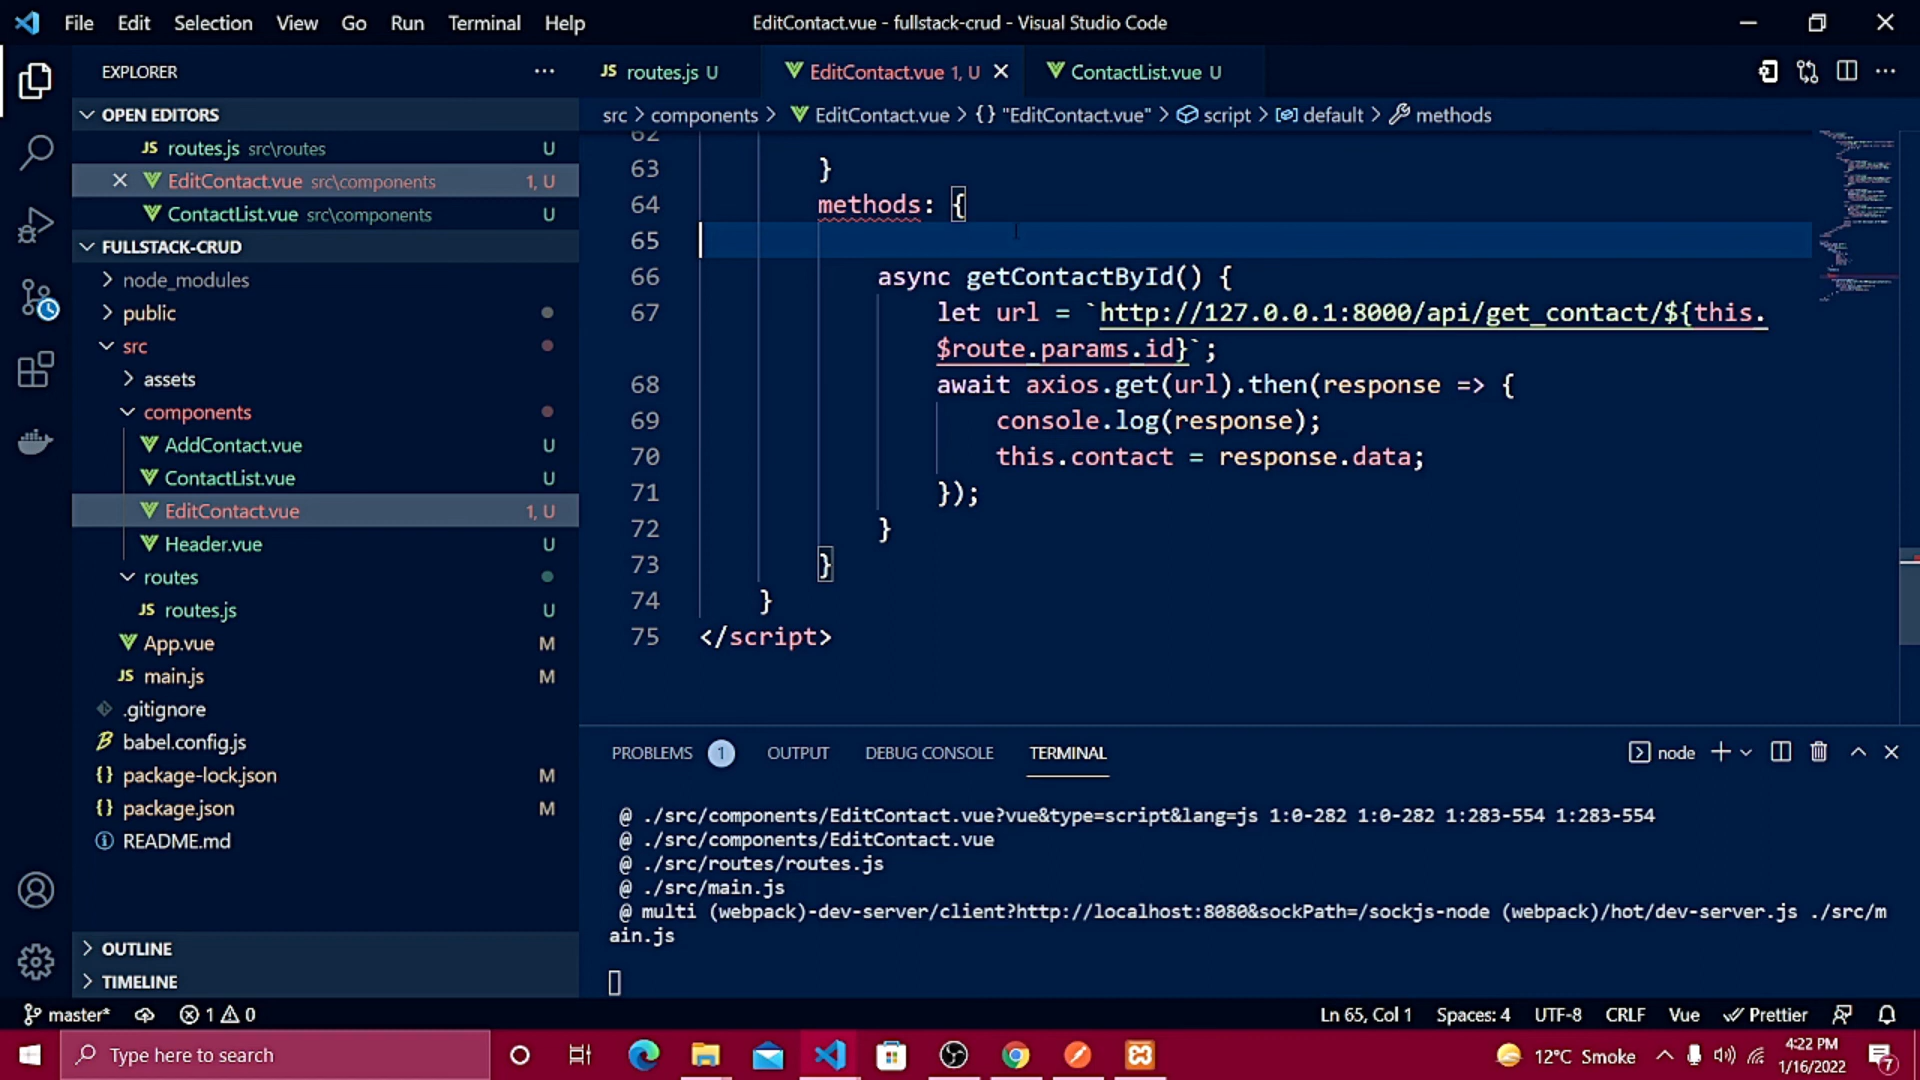 File Edit Selection View Go Run Terminal Help
EditContact.vue - fullstack-crud - Visual Studio Code
EXPLORER
OPEN EDITORS
JS routes.js src\routes U
EditContact.vue src\components 1, U
ContactList.vue src\components U
FULLSTACK-CRUD
node_modules
public
src
assets
components
AddContact.vue U
ContactList.vue U
EditContact.vue 1, U
Header.vue U
routes
JS routes.js U
App.vue M
JS main.js M
.gitignore
babel.config.js
{} package-lock.json M
{} package.json M
README.md
OUTLINE
TIMELINE
JS routes.js U
EditContact.vue 1, U
ContactList.vue U
src > components > EditContact.vue > {} "EditContact.vue" > script > default > methods
62
63 }
64 methods: {
65
66 async getContactById() {
67 let url = `http://127.0.0.1:8000/api/get_contact/${this.
$route.params.id}`;
68 await axios.get(url).then(response => {
69 console.log(response);
70 this.contact = response.data;
71 });
72 }
73 }
74 }
75 </script>
PROBLEMS 1 OUTPUT DEBUG CONSOLE TERMINAL
node
@ ./src/components/EditContact.vue?vue&type=script&lang=js 1:0-282 1:0-282 1:283-554 1:283-554
@ ./src/components/EditContact.vue
@ ./src/routes/routes.js
@ ./src/main.js
@ multi (webpack)-dev-server/client?http://localhost:8080&sockPath=/sockjs-node (webpack)/hot/dev-server.js ./src/m
ain.js
master* 1 0
Ln 65, Col 1 Spaces: 4 UTF-8 CRLF Vue Prettier
Type here to search
12°C Smoke
4:22 PM
1/16/2022
7